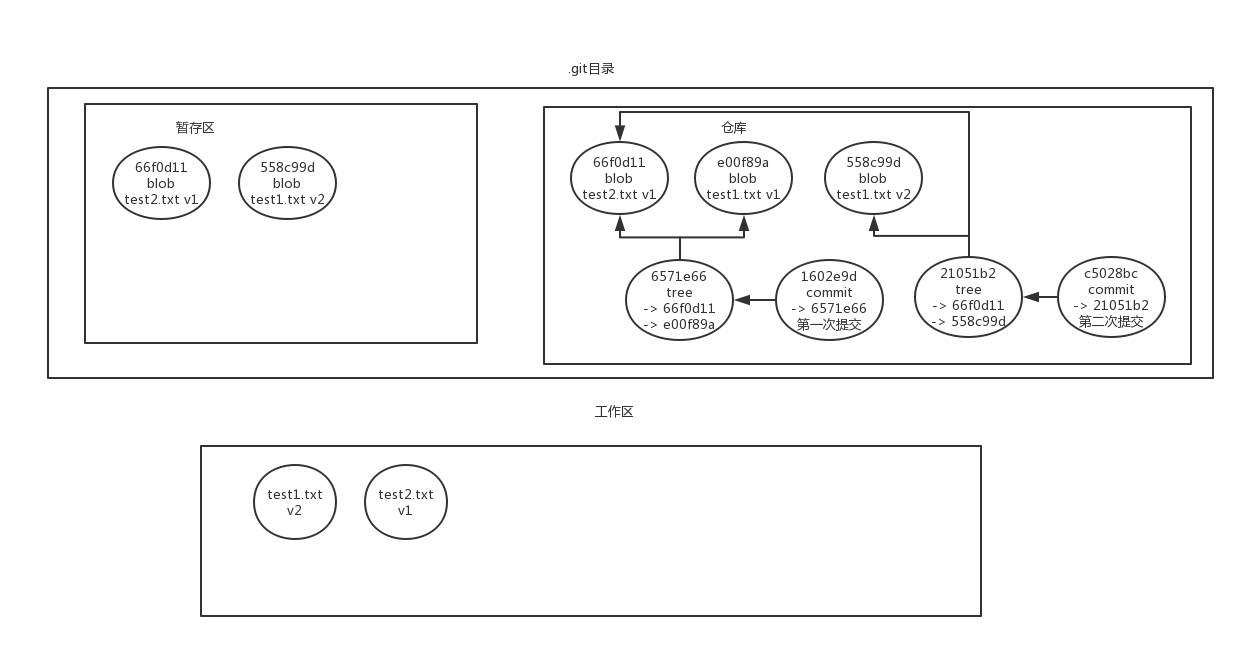 .git目录
暂存区
66f0d11
blob
test2.txt v1
558c99d
blob
test1.txt v2
仓库
66f0d11
blob
test2.txt v1
e00f89a
blob
test1.txt v1
558c99d
blob
test1.txt v2
6571e66
tree
-> 66f0d11
-> e00f89a
1602e9d
commit
-> 6571e66
第一次提交
21051b2
tree
-> 66f0d11
-> 558c99d
c5028bc
commit
-> 21051b2
第二次提交
工作区
test1.txt
v2
test2.txt
v1